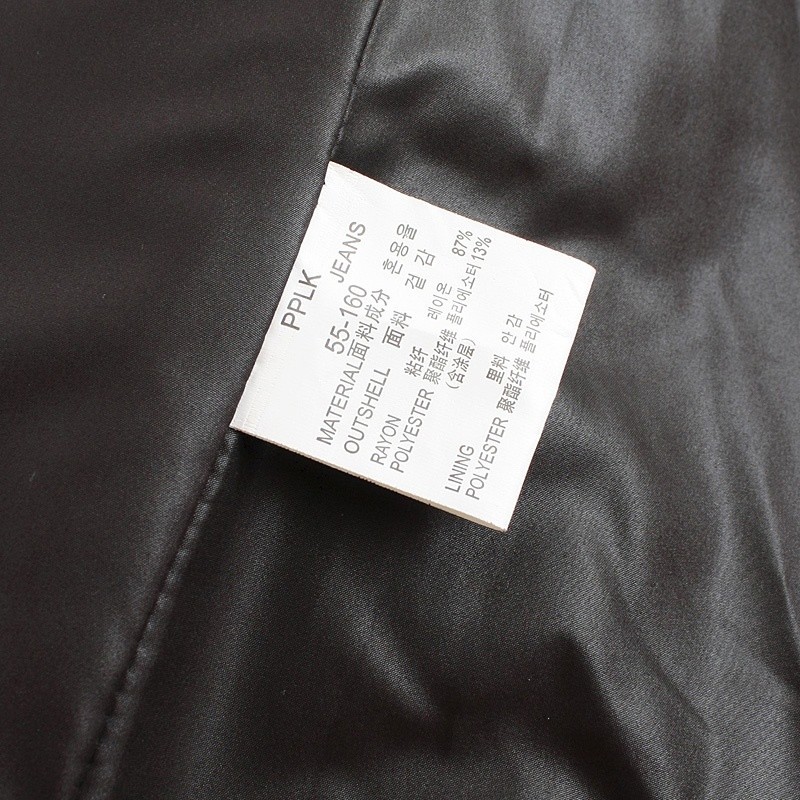 PPLK JEANS
55-160
MATERIAL面料成分 혼용율
OUTSHELL 面料 겉감
RAYON 粘纤 레이온 87%
POLYESTER 聚酯纤维 폴리에스터13%
(含涂层)
LINING 里料 안감
POLYESTER 聚酯纤维 폴리에스터